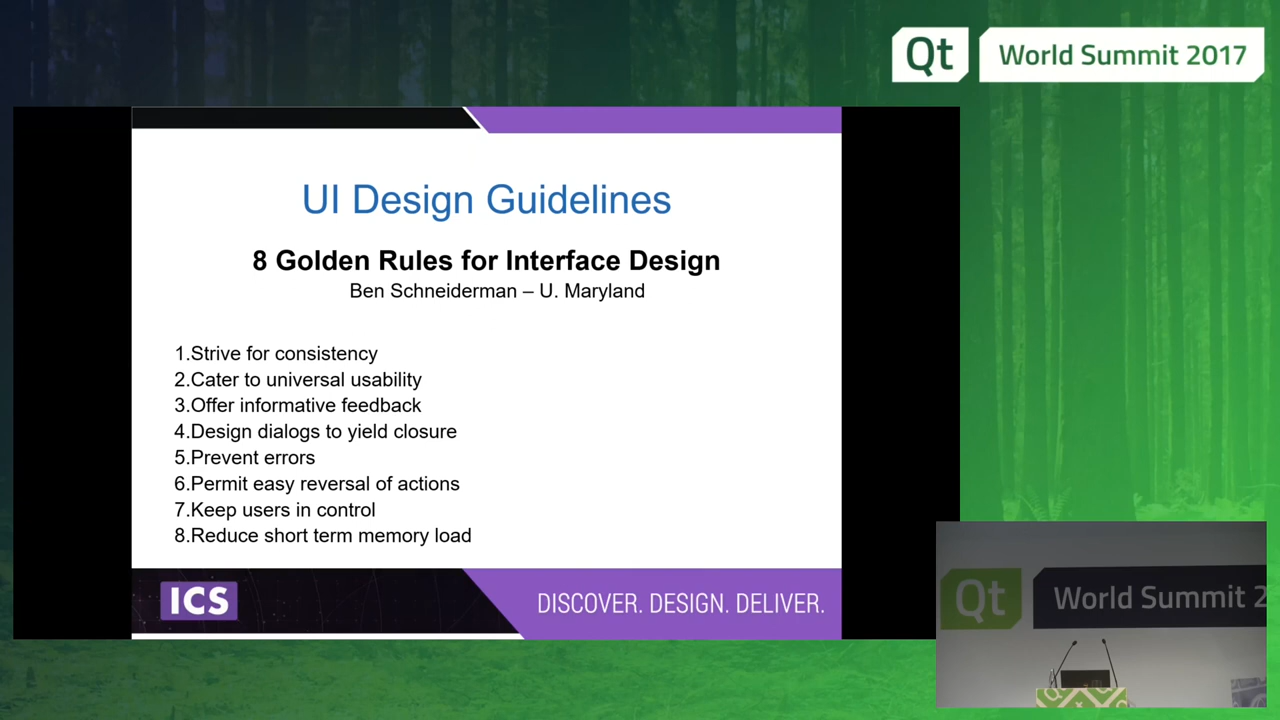 Qt World Summit 2017
UI Design Guidelines
8 Golden Rules for Interface Design
Ben Schneiderman – U. Maryland
1.Strive for consistency
2.Cater to universal usability
3.Offer informative feedback
4.Design dialogs to yield closure
5.Prevent errors
6.Permit easy reversal of actions
7.Keep users in control
8.Reduce short term memory load
ICS DISCOVER. DESIGN. DELIVER.
Qt World Summit 2